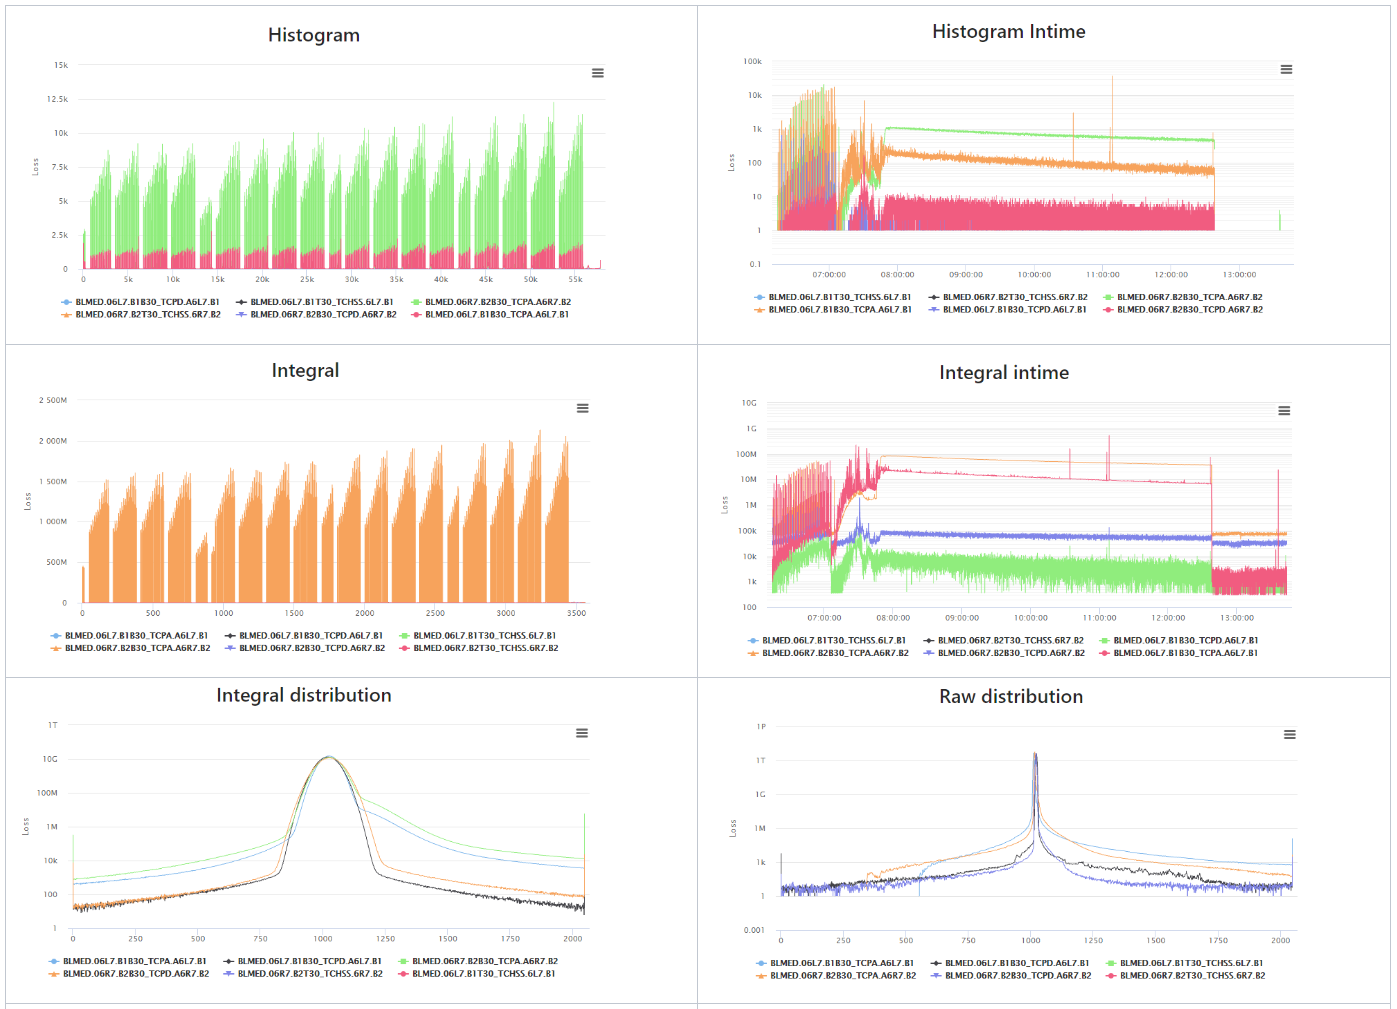 Histogram
15k
12.5k
10k
7.5k
5k
2.5k
0
Loss
0 5k 10k 15k 20k 25k 30k 35k 40k 45k 50k 55k
BLMED.06L7.B1B30_TCPD.A6L7.B1 BLMED.06L7.B1T30_TCHSS.6L7.B1 BLMED.06R7.B2B30_TCPA.A6R7.B2
BLMED.06R7.B2T30_TCHSS.6R7.B2 BLMED.06R7.B2B30_TCPD.A6R7.B2 BLMED.06L7.B1B30_TCPA.A6L7.B1
Histogram Intime
100k
10k
1k
100
10
1
0.1
Loss
07:00:00 08:00:00 09:00:00 10:00:00 11:00:00 12:00:00 13:00:00
BLMED.06L7.B1T30_TCHSS.6L7.B1 BLMED.06R7.B2T30_TCHSS.6R7.B2 BLMED.06R7.B2B30_TCPA.A6R7.B2
BLMED.06L7.B1B30_TCPA.A6L7.B1 BLMED.06L7.B1B30_TCPD.A6L7.B1 BLMED.06R7.B2B30_TCPD.A6R7.B2
Integral
2 500M
2 000M
1 500M
1 000M
500M
0
Loss
0 500 1000 1500 2000 2500 3000 3500
BLMED.06L7.B1B30_TCPA.A6L7.B1 BLMED.06L7.B1B30_TCPD.A6L7.B1 BLMED.06L7.B1T30_TCHSS.6L7.B1
BLMED.06R7.B2B30_TCPA.A6R7.B2 BLMED.06R7.B2B30_TCPD.A6R7.B2 BLMED.06R7.B2T30_TCHSS.6R7.B2
Integral intime
10G
1G
100M
10M
1M
100k
10k
1k
100
Loss
07:00:00 08:00:00 09:00:00 10:00:00 11:00:00 12:00:00 13:00:00
BLMED.06L7.B1T30_TCHSS.6L7.B1 BLMED.06R7.B2T30_TCHSS.6R7.B2 BLMED.06L7.B1B30_TCPD.A6L7.B1
BLMED.06R7.B2B30_TCPA.A6R7.B2 BLMED.06R7.B2B30_TCPD.A6R7.B2 BLMED.06L7.B1B30_TCPA.A6L7.B1
Integral distribution
1T
10G
100M
1M
10k
100
1
Loss
0 250 500 750 1000 1250 1500 1750 2000
BLMED.06L7.B1B30_TCPA.A6L7.B1 BLMED.06L7.B1B30_TCPD.A6L7.B1 BLMED.06R7.B2B30_TCPA.A6R7.B2
BLMED.06R7.B2B30_TCPD.A6R7.B2 BLMED.06R7.B2T30_TCHSS.6R7.B2 BLMED.06L7.B1T30_TCHSS.6L7.B1
Raw distribution
1P
1T
1G
1M
1k
1
0.001
Loss
0 250 500 750 1000 1250 1500 1750 2000
BLMED.06L7.B1B30_TCPA.A6L7.B1 BLMED.06L7.B1B30_TCPD.A6L7.B1 BLMED.06L7.B1T30_TCHSS.6L7.B1
BLMED.06R7.B2B30_TCPA.A6R7.B2 BLMED.06R7.B2B30_TCPD.A6R7.B2 BLMED.06R7.B2T30_TCHSS.6R7.B2